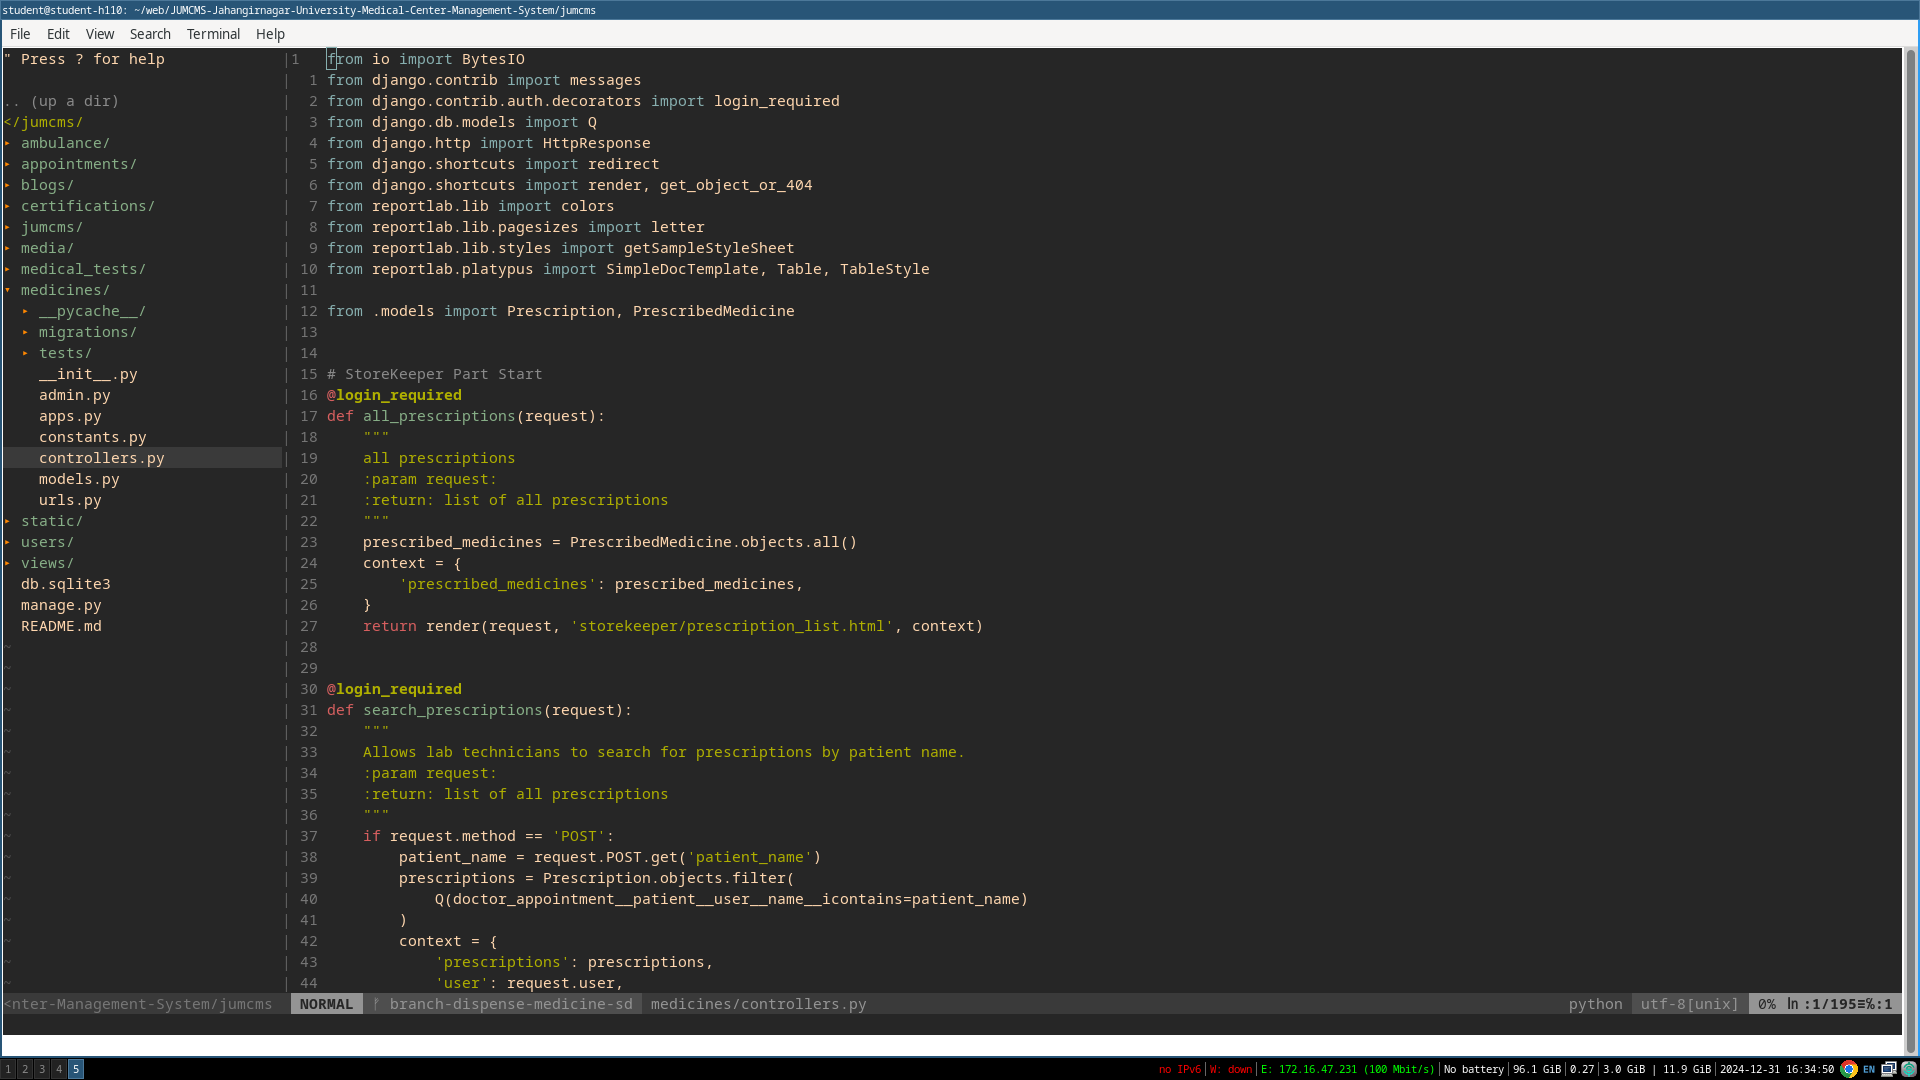 student@student-h110: ~/web/JUMCMS-Jahangirnagar-University-Medical-Center-Management-System/jumcms
File Edit View Search Terminal Help
" Press ? for help
.. (up a dir)
</jumcms/
▸ ambulance/
▸ appointments/
▸ blogs/
▸ certifications/
▸ jumcms/
▸ media/
▸ medical_tests/
▾ medicines/
  ▸ __pycache__/
  ▸ migrations/
  ▸ tests/
    __init__.py
    admin.py
    apps.py
    constants.py
    controllers.py
    models.py
    urls.py
▸ static/
▸ users/
▸ views/
  db.sqlite3
  manage.py
  README.md
1   from io import BytesIO
  1 from django.contrib import messages
  2 from django.contrib.auth.decorators import login_required
  3 from django.db.models import Q
  4 from django.http import HttpResponse
  5 from django.shortcuts import redirect
  6 from django.shortcuts import render, get_object_or_404
  7 from reportlab.lib import colors
  8 from reportlab.lib.pagesizes import letter
  9 from reportlab.lib.styles import getSampleStyleSheet
 10 from reportlab.platypus import SimpleDocTemplate, Table, TableStyle
 11
 12 from .models import Prescription, PrescribedMedicine
 13
 14
 15 # StoreKeeper Part Start
 16 @login_required
 17 def all_prescriptions(request):
 18     """
 19     all prescriptions
 20     :param request:
 21     :return: list of all prescriptions
 22     """
 23     prescribed_medicines = PrescribedMedicine.objects.all()
 24     context = {
 25         'prescribed_medicines': prescribed_medicines,
 26     }
 27     return render(request, 'storekeeper/prescription_list.html', context)
 28
 29
 30 @login_required
 31 def search_prescriptions(request):
 32     """
 33     Allows lab technicians to search for prescriptions by patient name.
 34     :param request:
 35     :return: list of all prescriptions
 36     """
 37     if request.method == 'POST':
 38         patient_name = request.POST.get('patient_name')
 39         prescriptions = Prescription.objects.filter(
 40             Q(doctor_appointment__patient__user__name__icontains=patient_name)
 41         )
 42         context = {
 43             'prescriptions': prescriptions,
 44             'user': request.user,
<nter-Management-System/jumcms NORMAL branch-dispense-medicine-sd medicines/controllers.py python utf-8[unix] 0% ln :1/195≡℅:1
1 2 3 4 5 no IPv6 | W: down | E: 172.16.47.231 (100 Mbit/s) | No battery | 96.1 GiB | 0.27 | 3.0 GiB | 11.9 GiB | 2024-12-31 16:34:50 EN